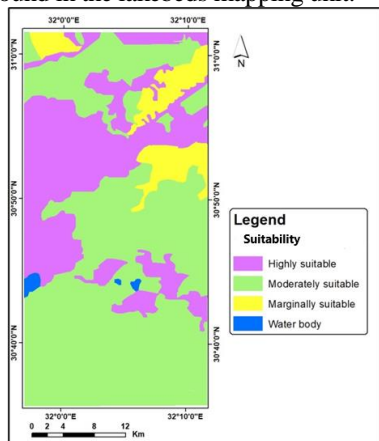 ound in the lakebeds mapping unit.
32°0'0"E 32°10'0"E
N
31°0'0"N 31°0'0"N
30°50'0"N 30°50'0"N
30°40'0"N 30°40'0"N
Legend
Suitability
Highly suitable
Moderately suitable
Marginally suitable
Water body
32°0'0"E 32°10'0"E
0 2 4 8 12
Km